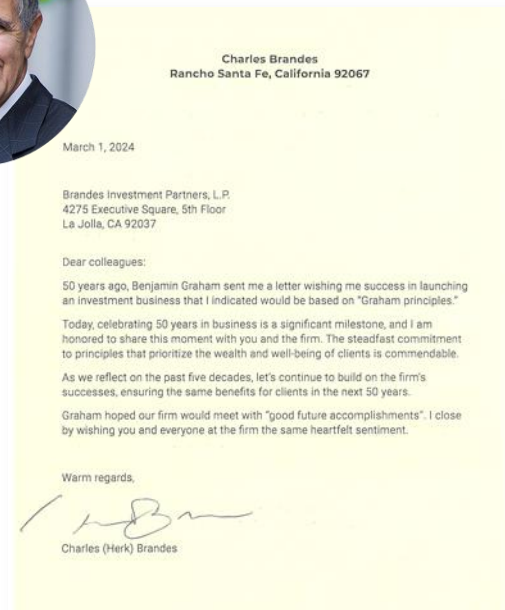 Charles Brandes
Rancho Santa Fe, California 92067
March 1, 2024
Brandes Investment Partners, L.P.
4275 Executive Square, 5th Floor
La Jolla, CA 92037
Dear colleagues:
50 years ago, Benjamin Graham sent me a letter wishing me success in launching
an investment business that I indicated would be based on “Graham principles.”
Today, celebrating 50 years in business is a significant milestone, and I am
honored to share this moment with you and the firm. The steadfast commitment
to principles that prioritize the wealth and well-being of clients is commendable.
As we reflect on the past five decades, let's continue to build on the firm's
successes, ensuring the same benefits for clients in the next 50 years.
Graham hoped our firm would meet with “good future accomplishments”. I close
by wishing you and everyone at the firm the same heartfelt sentiment.
Warm regards,
Charles (Herk) Brandes